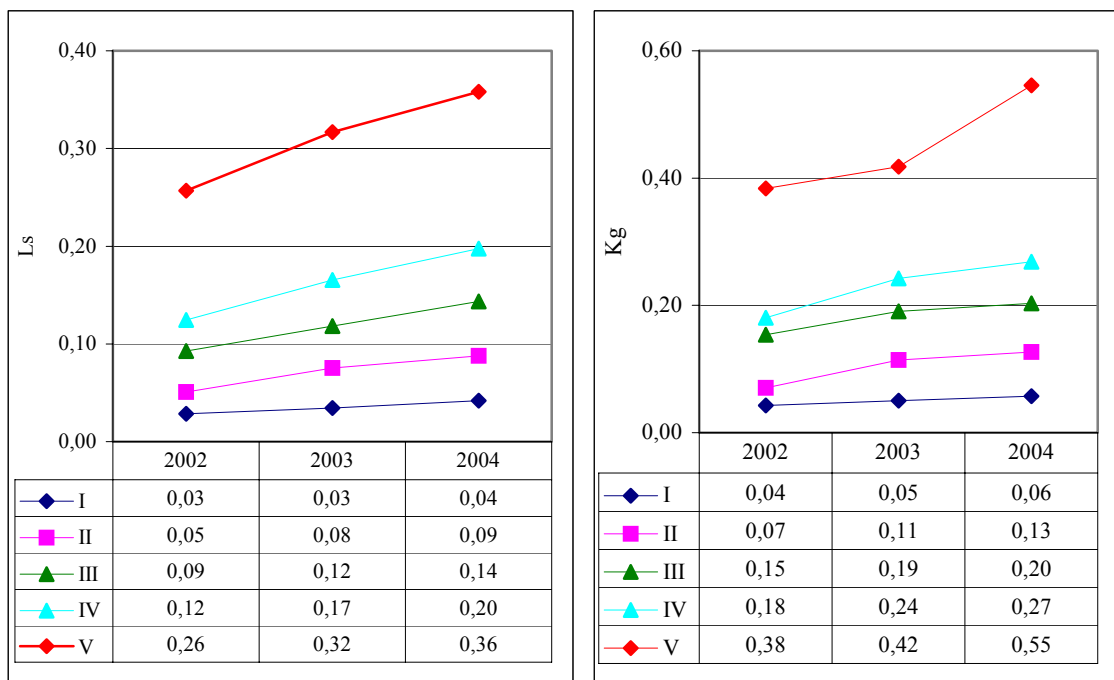 0,40
0,30
0,20
0,10
0,00
Ls
2002 2003 2004
I 0,03 0,03 0,04
II 0,05 0,08 0,09
III 0,09 0,12 0,14
IV 0,12 0,17 0,20
V 0,26 0,32 0,36
0,60
0,40
0,20
0,00
Kg
2002 2003 2004
I 0,04 0,05 0,06
II 0,07 0,11 0,13
III 0,15 0,19 0,20
IV 0,18 0,24 0,27
V 0,38 0,42 0,55